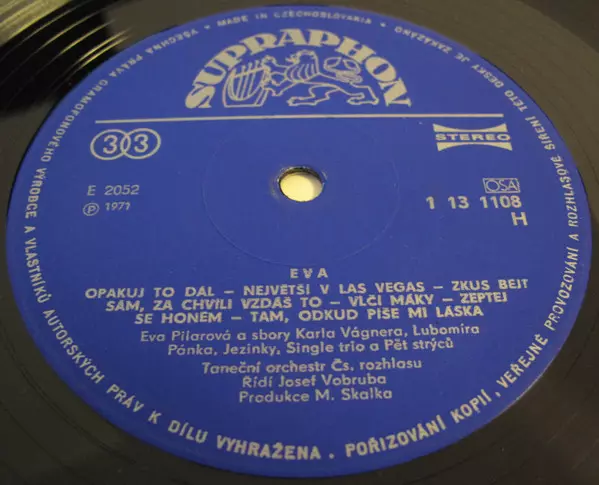 MADE IN CZECHOSLOVAKIA • VŠECHNA PRÁVA GRAMOFONOVÉHO VÝROBCE A VLASTNÍKŮ AUTORSKÝCH PRÁV K DÍLU VYHRAŽENA . POŘIZOVÁNÍ KOPIÍ , VEŘEJNÉ PROVOZOVÁNÍ A ROZHLASOVÉ ŠÍŘENÍ TÉTO DESKY JE ZAKÁZÁNO •
SUPRAPHON
33
STEREO
E 2052
Ⓟ 1971
OSA
1 13 1108
H
EVA
OPAKUJ TO DÁL – NEJVĚTŠÍ V LAS VEGAS – ZKUS BEJT
SÁM, ZA CHVÍLI VZDÁŠ TO – VLČÍ MÁKY – ZEPTEJ
SE HONEM – TAM, ODKUD PÍŠE MI LÁSKA
Eva Pilarová a sbory Karla Vágnera, Lubomíra
Pánka, Jezinky, Single trio a Pět strýců
Taneční orchestr Čs. rozhlasu
Řídí Josef Vobruba
Produkce M. Skalka